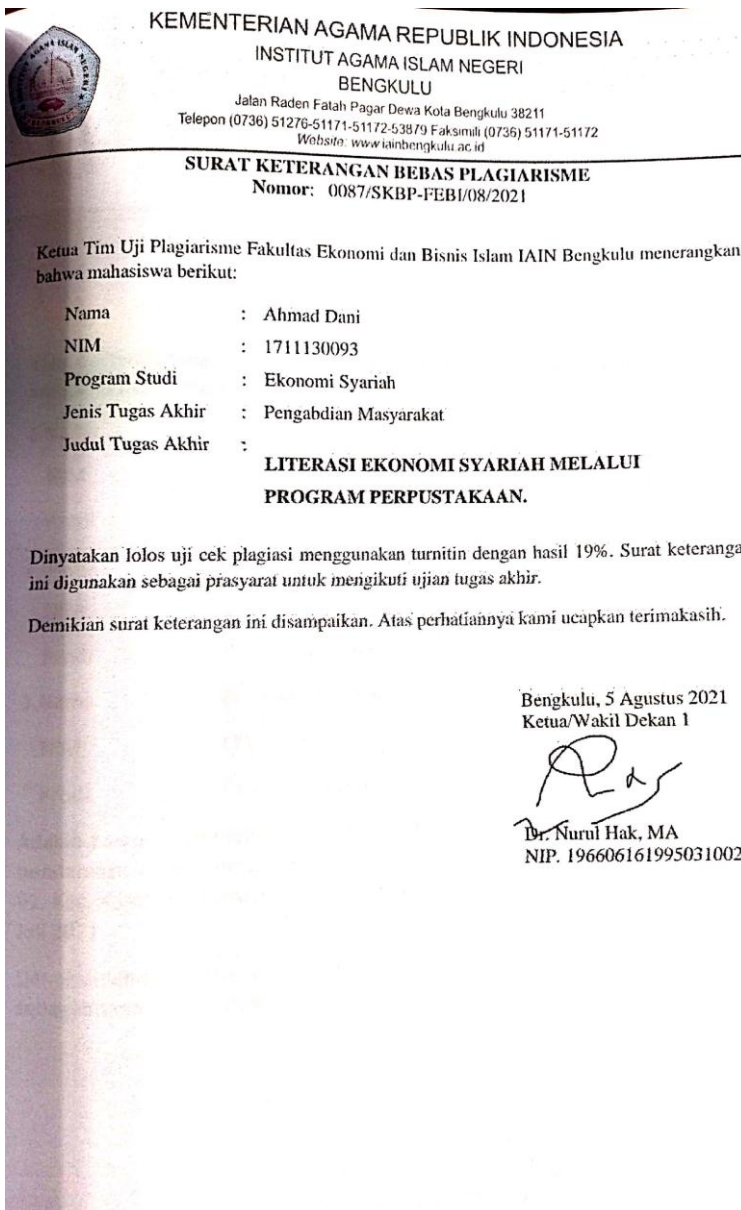 KEMENTERIAN AGAMA REPUBLIK INDONESIA
INSTITUT AGAMA ISLAM NEGERI
BENGKULU
Jalan Raden Fatah Pagar Dewa Kota Bengkulu 38211
Telepon (0736) 51276-51171-51172-53879 Faksimili (0736) 51171-51172
Website: www.iainbengkulu.ac.id
SURAT KETERANGAN BEBAS PLAGIARISME
Nomor: 0087/SKBP-FEBI/08/2021
Ketua Tim Uji Plagiarisme Fakultas Ekonomi dan Bisnis Islam IAIN Bengkulu menerangkan
bahwa mahasiswa berikut:
Nama : Ahmad Dani
NIM : 1711130093
Program Studi : Ekonomi Syariah
Jenis Tugas Akhir : Pengabdian Masyarakat
Judul Tugas Akhir :
LITERASI EKONOMI SYARIAH MELALUI
PROGRAM PERPUSTAKAAN.
Dinyatakan lolos uji cek plagiasi menggunakan turnitin dengan hasil 19%. Surat keteranga
ini digunakan sebagai prasyarat untuk mengikuti ujian tugas akhir.
Demikian surat keterangan ini disampaikan. Atas perhatiannya kami ucapkan terimakasih.
Bengkulu, 5 Agustus 2021
Ketua/Wakil Dekan 1
Dr. Nurul Hak, MA
NIP. 196606161995031002